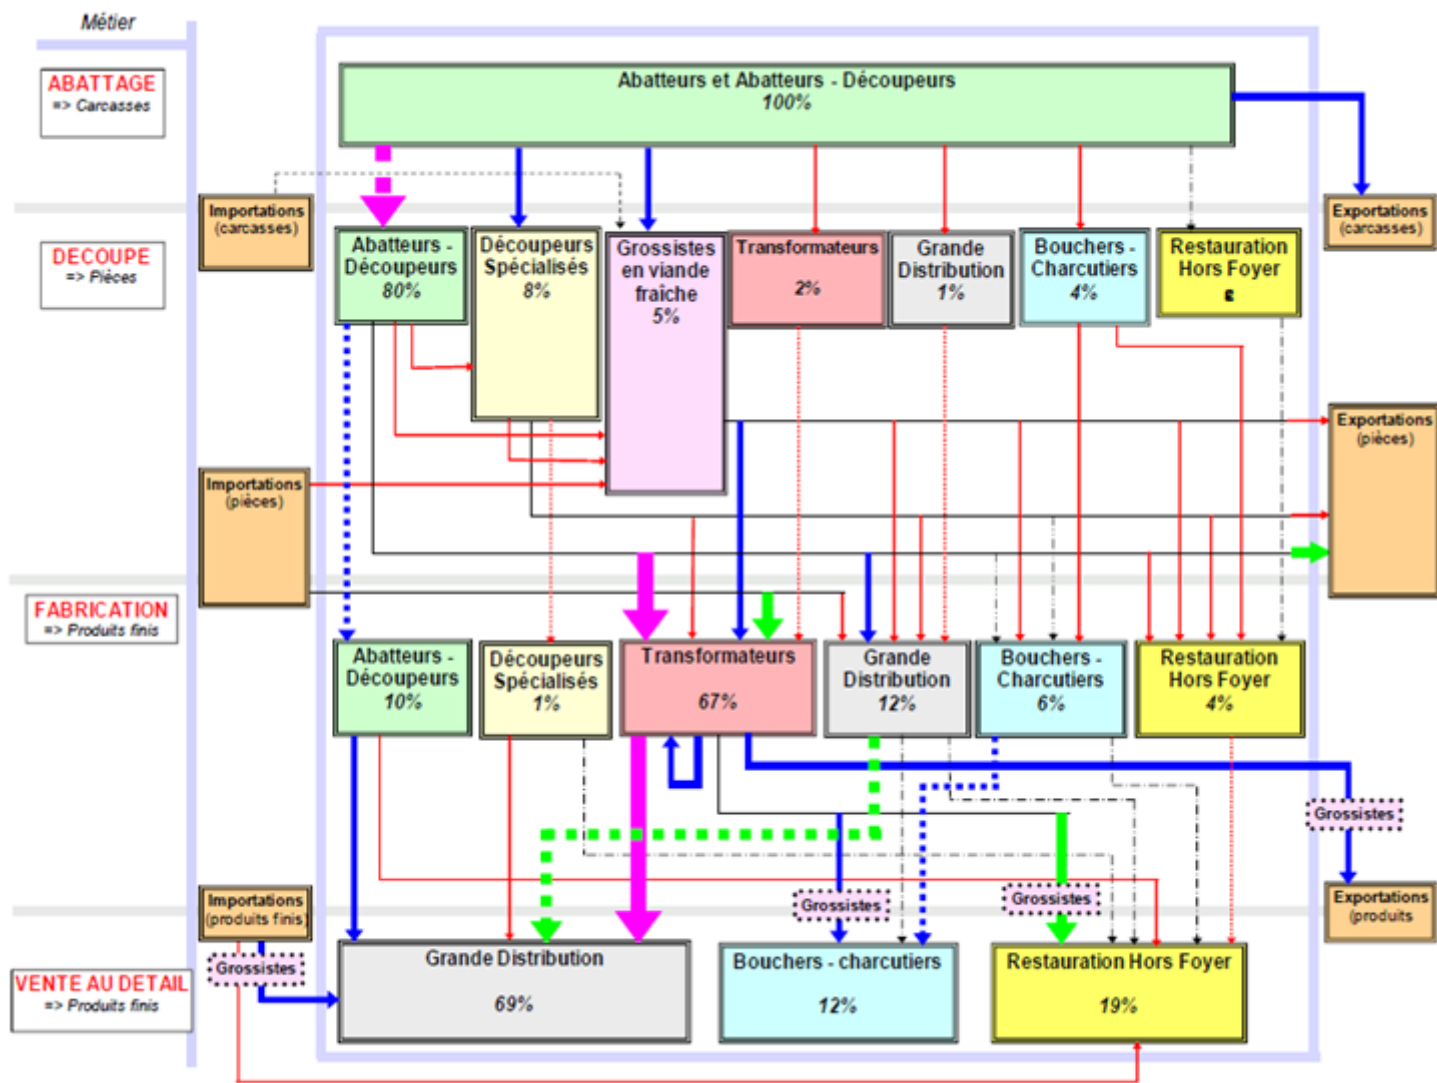 Métier
ABATTAGE
=> Carcasses
Abatteurs et Abatteurs - Découpeurs
100%
Importations
(carcasses)
Exportations
(carcasses)
DECOUPE
=> Pièces
Abatteurs -
Découpeurs
80%
Découpeurs
Spécialisés
8%
Grossistes
en viande
fraîche
5%
Transformateurs
2%
Grande
Distribution
1%
Bouchers -
Charcutiers
4%
Restauration
Hors Foyer
Importations
(pièces)
Exportations
(pièces)
FABRICATION
=> Produits finis
Abatteurs -
Découpeurs
10%
Découpeurs
Spécialisés
1%
Transformateurs
67%
Grande
Distribution
12%
Bouchers -
Charcutiers
6%
Restauration
Hors Foyer
4%
Grossistes
Importations
(produits finis)
Grossistes
Grossistes
Exportations
(produits
VENTE AU DETAIL
=> Produits finis
Grossistes
Grande Distribution
69%
Bouchers - charcutiers
12%
Restauration Hors Foyer
19%